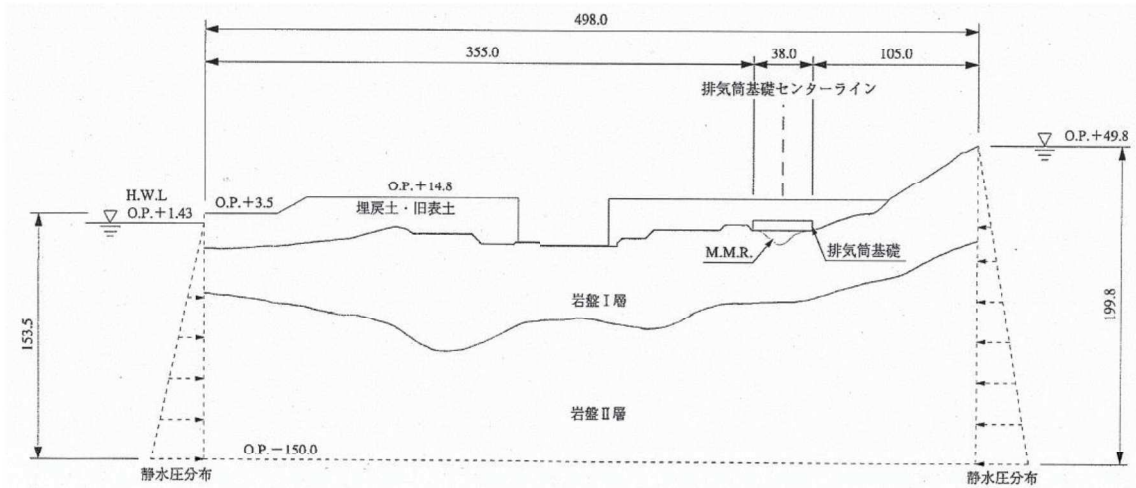 498.0
355.0
38.0
105.0
排気筒基礎センターライン
O.P.+49.8
H.W.L
O.P.+1.43
O.P.+3.5
O.P.+14.8
埋戻土・旧表土
M.M.R.
排気筒基礎
岩盤Ⅰ層
153.5
199.8
岩盤Ⅱ層
O.P.-150.0
静水圧分布
静水圧分布